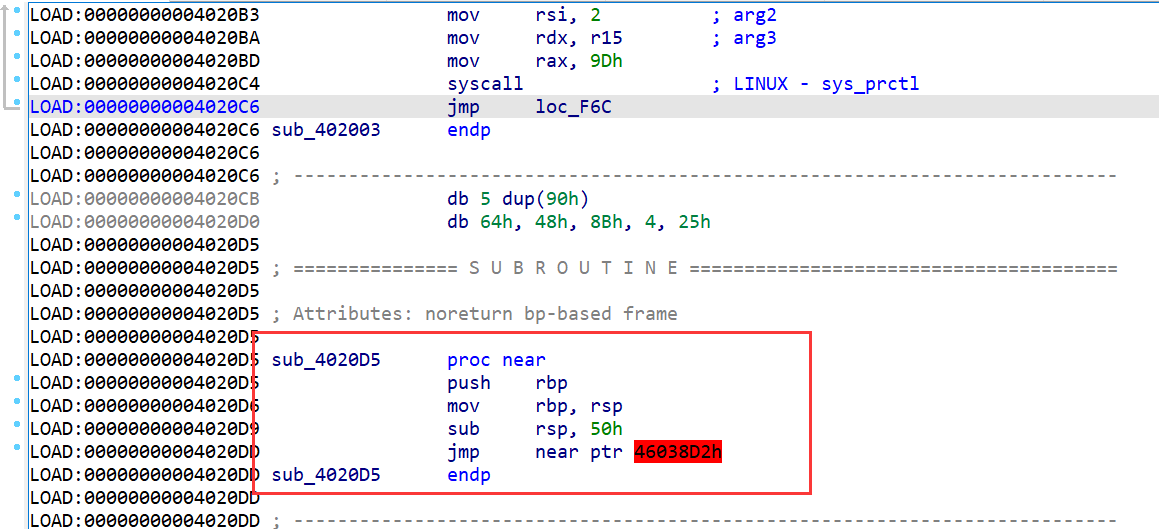 LOAD:00000000004020B3 mov rsi, 2 ; arg2
LOAD:00000000004020BA mov rdx, r15 ; arg3
LOAD:00000000004020BD mov rax, 9Dh
LOAD:00000000004020C4 syscall ; LINUX - sys_prctl
LOAD:00000000004020C6 jmp loc_F6C
LOAD:00000000004020C6 sub_402003 endp
LOAD:00000000004020C6
LOAD:00000000004020C6 ; ---------------------------------------------------------------------------
LOAD:00000000004020CB db 5 dup(90h)
LOAD:00000000004020D0 db 64h, 48h, 8Bh, 4, 25h
LOAD:00000000004020D5
LOAD:00000000004020D5 ; =============== S U B R O U T I N E =======================================
LOAD:00000000004020D5
LOAD:00000000004020D5 ; Attributes: noreturn bp-based frame
LOAD:00000000004020D5
LOAD:00000000004020D5 sub_4020D5 proc near
LOAD:00000000004020D5 push rbp
LOAD:00000000004020D6 mov rbp, rsp
LOAD:00000000004020D9 sub rsp, 50h
LOAD:00000000004020DD jmp near ptr 46038D2h
LOAD:00000000004020DD sub_4020D5 endp
LOAD:00000000004020DD
LOAD:00000000004020DD ; ---------------------------------------------------------------------------